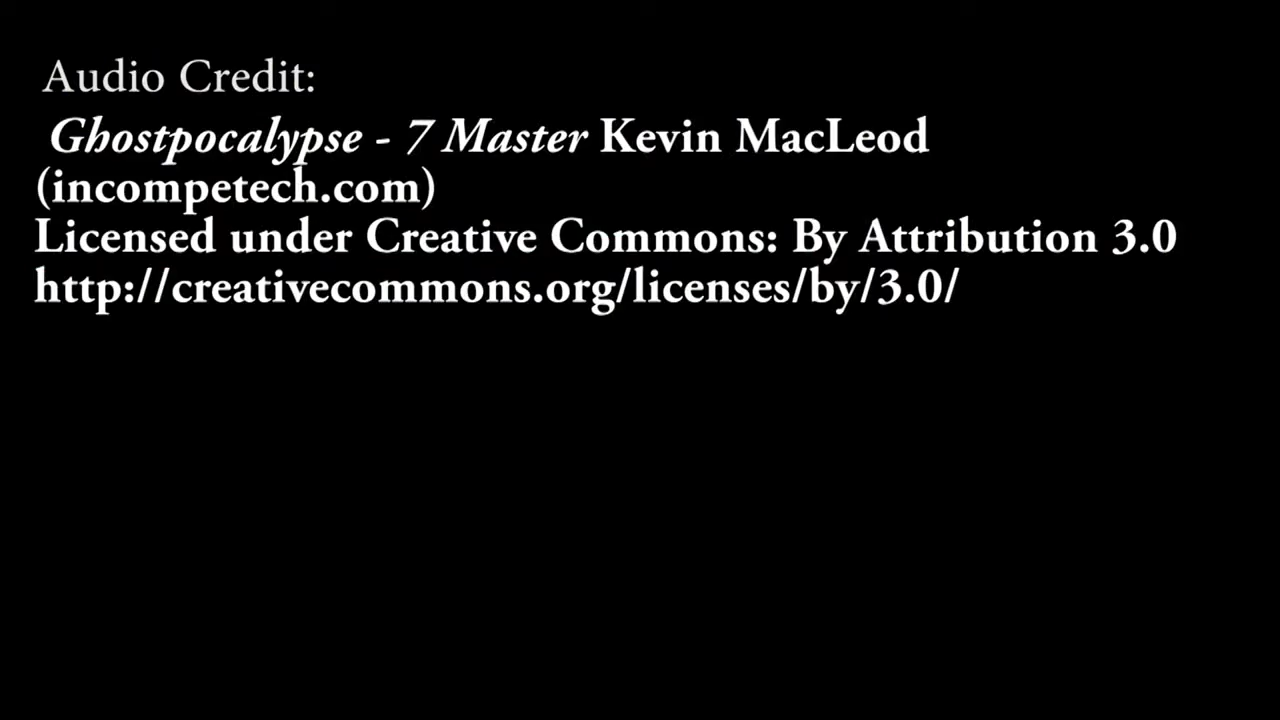 Audio Credit:
Ghostpocalypse - 7 Master Kevin MacLeod
(incompetech.com)
Licensed under Creative Commons: By Attribution 3.0
http://creativecommons.org/licenses/by/3.0/